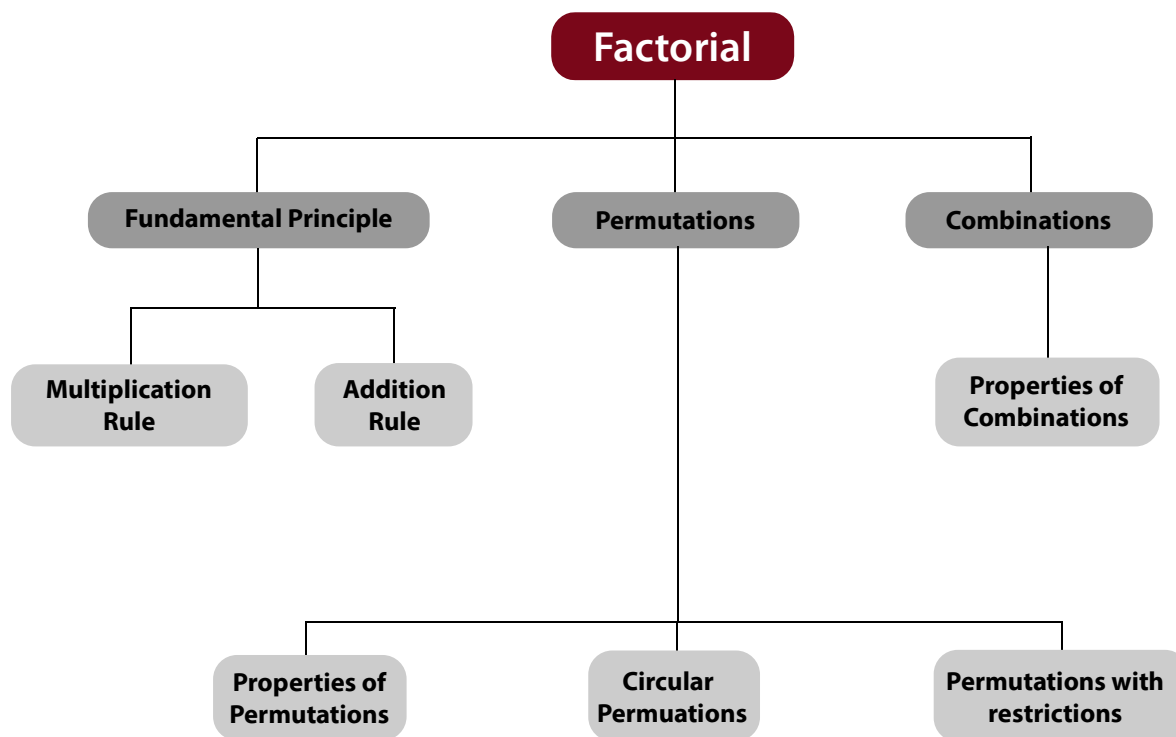 Factorial
Fundamental Principle
Permutations
Combinations
Multiplication
Rule
Addition
Rule
Properties of
Combinations
Properties of
Permutations
Circular
Permuations
Permutations with
restrictions